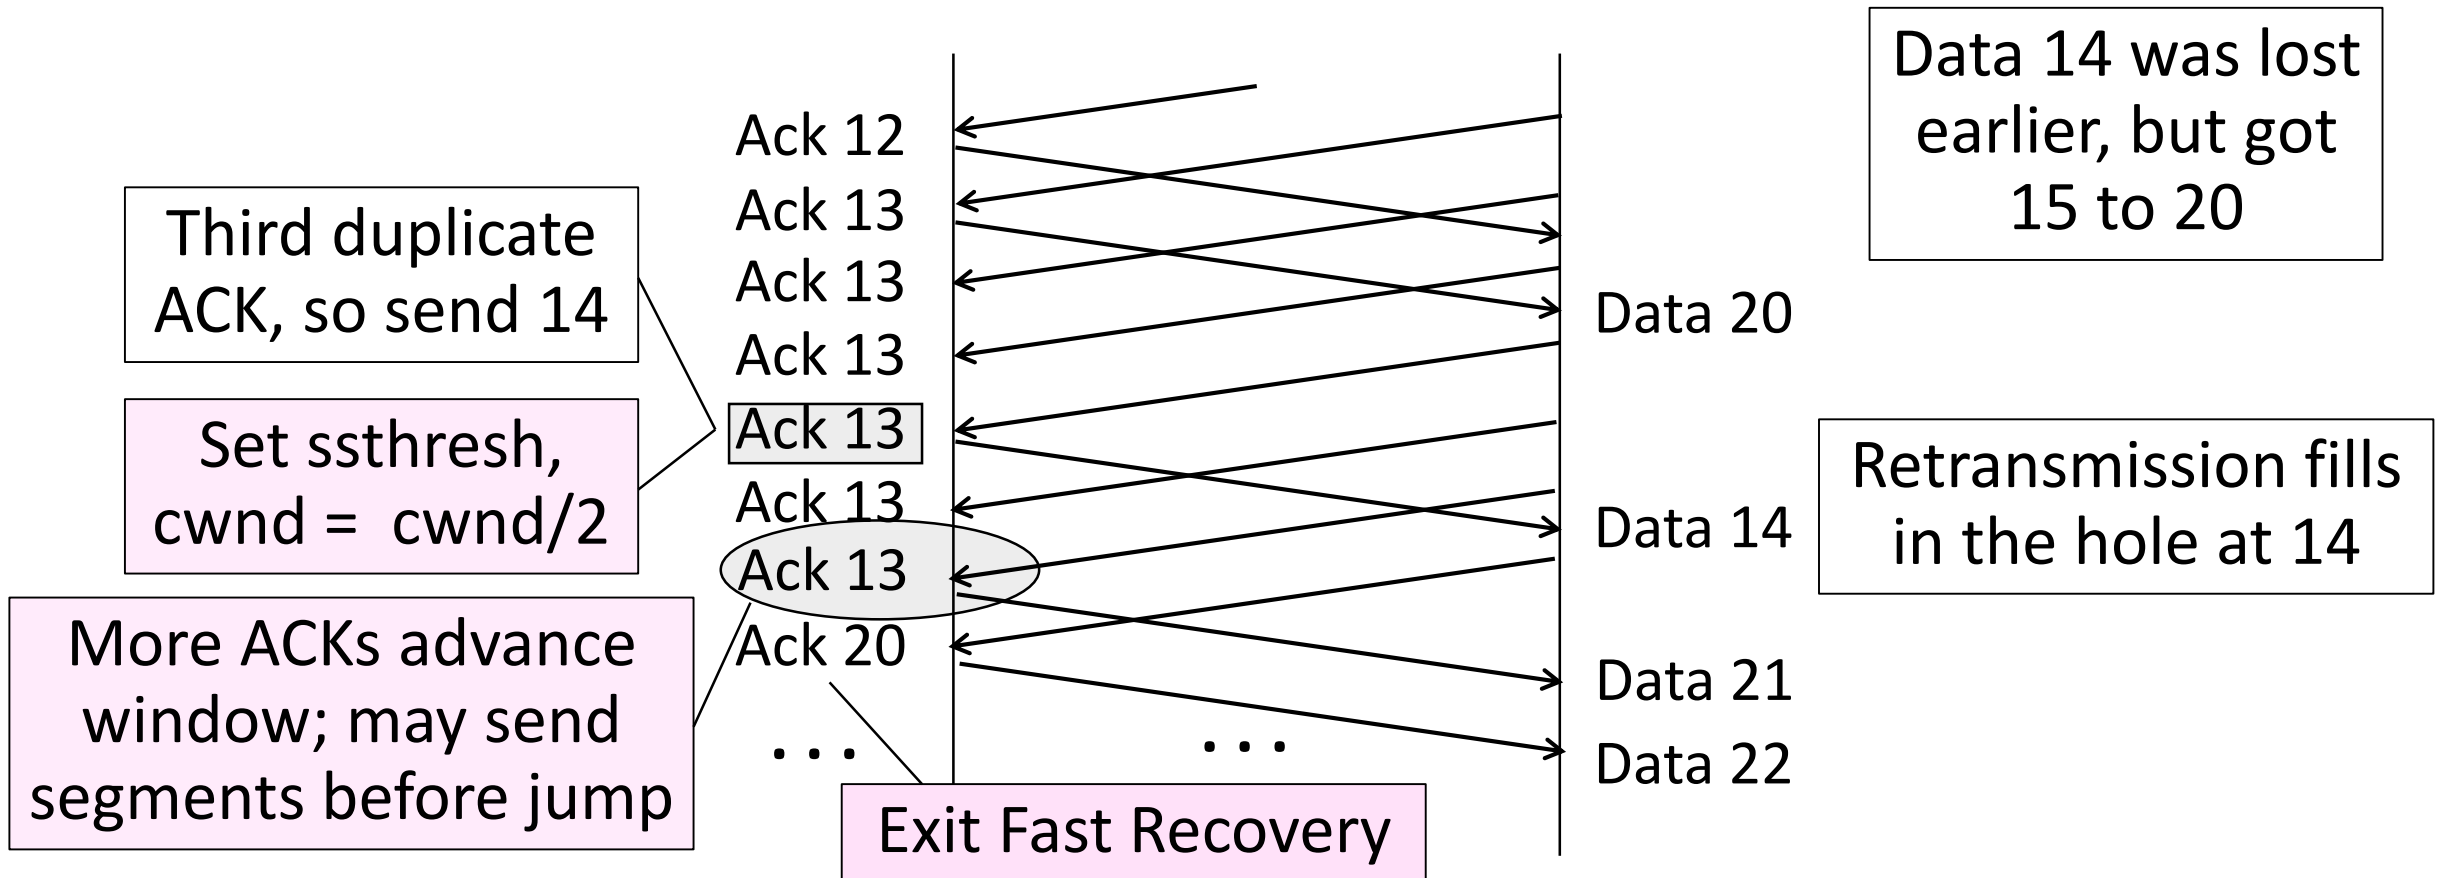 Data 14 was lost
earlier, but got
15 to 20
Third duplicate
ACK, so send 14
Set ssthresh,
cwnd = cwnd/2
More ACKs advance
window; may send
segments before jump
Ack 12
Ack 13
Ack 13
Ack 13
Ack 13
Ack 13
Ack 13
Ack 20
. . .
. . .
Exit Fast Recovery
Data 20
Data 14
Data 21
Data 22
Retransmission fills
in the hole at 14